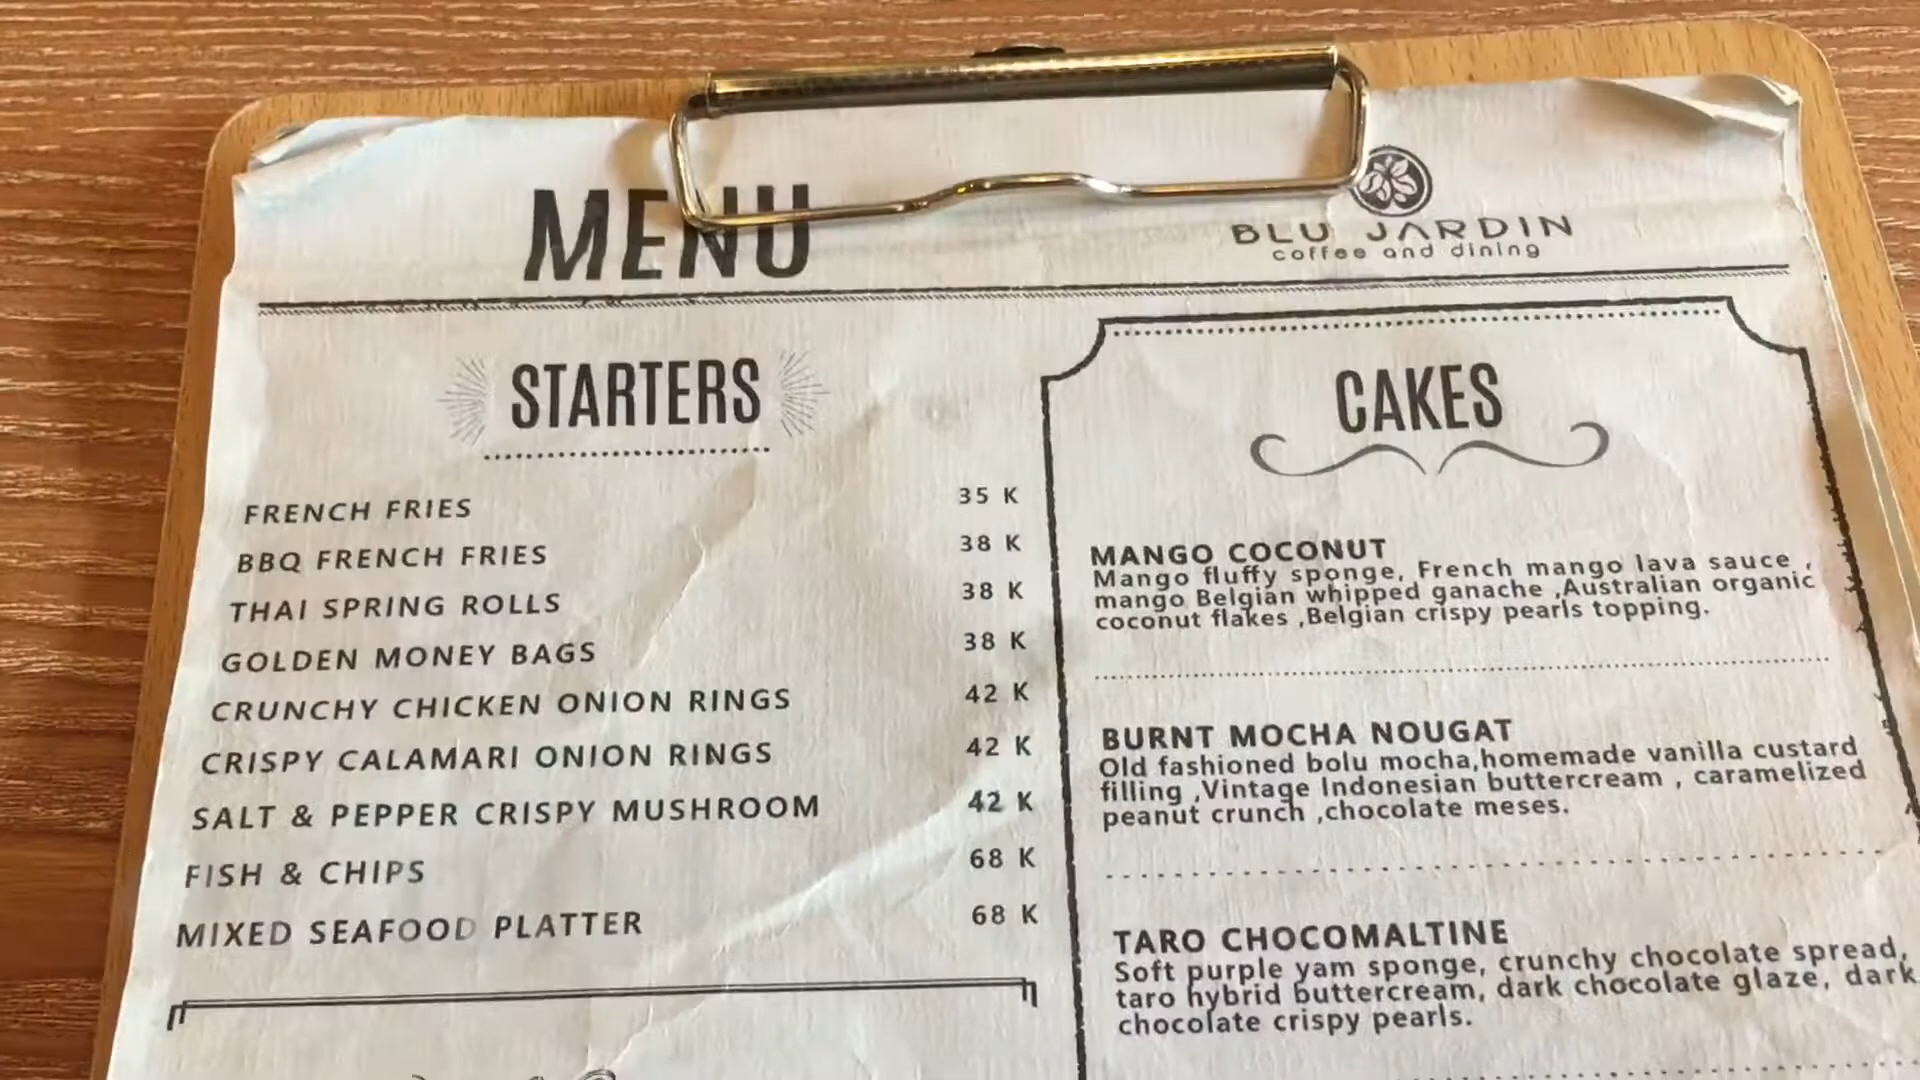 MENU
BLU JARDIN
coffee and dining
STARTERS
FRENCH FRIES 35 K
BBQ FRENCH FRIES 38 K
THAI SPRING ROLLS 38 K
GOLDEN MONEY BAGS 38 K
CRUNCHY CHICKEN ONION RINGS 42 K
CRISPY CALAMARI ONION RINGS 42 K
SALT & PEPPER CRISPY MUSHROOM 42 K
FISH & CHIPS 68 K
MIXED SEAFOOD PLATTER 68 K
CAKES
MANGO COCONUT
Mango fluffy sponge, French mango lava sauce ,
mango Belgian whipped ganache ,Australian organic
coconut flakes ,Belgian crispy pearls topping.
BURNT MOCHA NOUGAT
Old fashioned bolu mocha,homemade vanilla custard
filling ,Vintage Indonesian buttercream , caramelized
peanut crunch ,chocolate meses.
TARO CHOCOMALTINE
Soft purple yam sponge, crunchy chocolate spread,
taro hybrid buttercream, dark chocolate glaze, dark
chocolate crispy pearls.